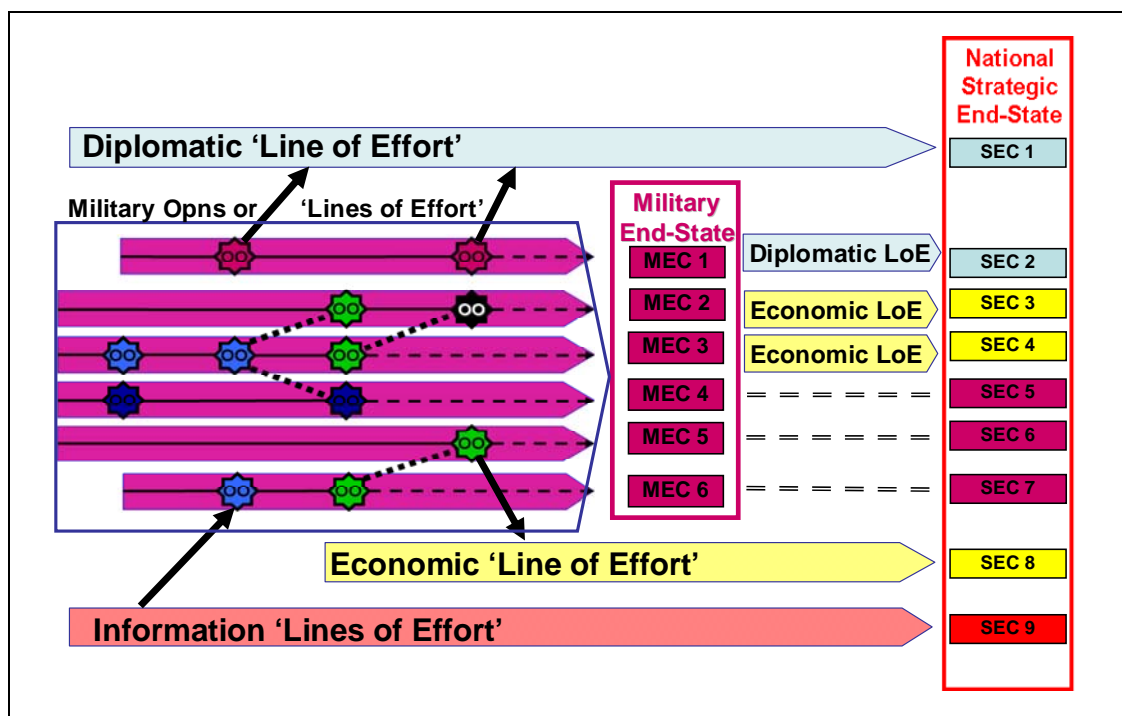 National
Strategic
End-State
Diplomatic ‘Line of Effort’
SEC 1
Military Opns or ‘Lines of Effort’
Military
End-State
MEC 1
Diplomatic LoE
SEC 2
MEC 2
Economic LoE
SEC 3
MEC 3
Economic LoE
SEC 4
MEC 4
= = = = = = =
SEC 5
MEC 5
= = = = = = =
SEC 6
MEC 6
= = = = = = =
SEC 7
Economic ‘Line of Effort’
SEC 8
Information ‘Lines of Effort’
SEC 9